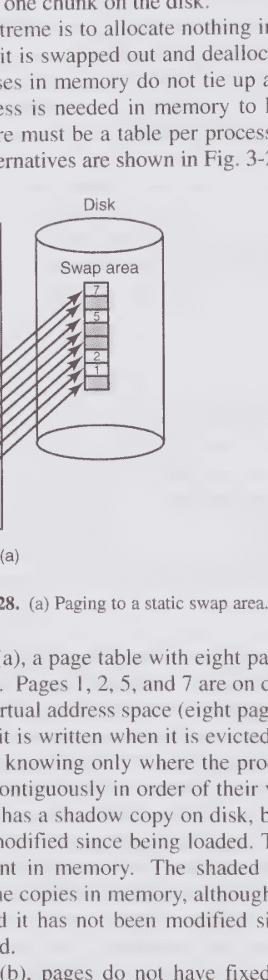 one chunk on the disk.
treme is to allocate nothing in
it is swapped out and dealloc
ses in memory do not tie up a
ess is needed in memory to
re must be a table per process
ernatives are shown in Fig. 3-2
Disk
Swap area
7
5
2
1
(a)
28. (a) Paging to a static swap area.
(a), a page table with eight pa
. Pages 1, 2, 5, and 7 are on
rtual address space (eight pag
it is written when it is evicted
knowing only where the pro
ontiguously in order of their
has a shadow copy on disk, b
nodified since being loaded. T
nt in memory. The shaded
ne copies in memory, although
d it has not been modified si
d.
(b), pages do not have fixed